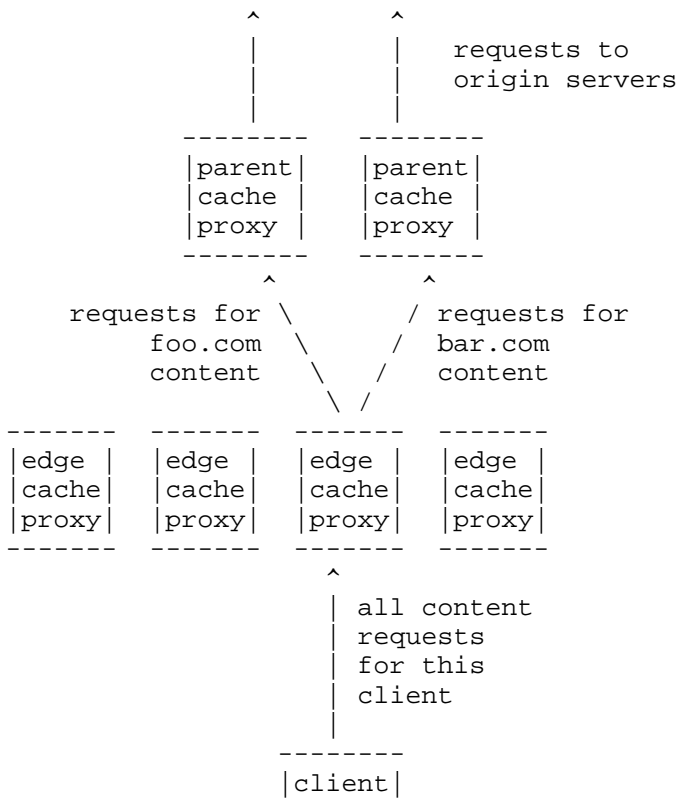 requests to
origin servers
parent parent
cache cache
proxy proxy
requests for requests for
foo.com bar.com
content content
edge edge edge edge
cache cache cache cache
proxy proxy proxy proxy
all content
requests
for this
client
client